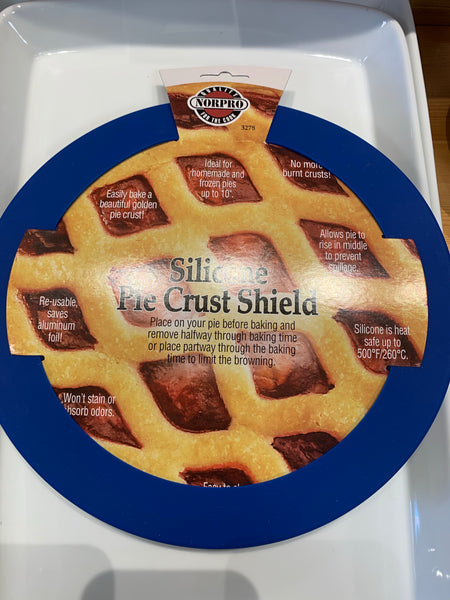 QUALITY
NORPRO
FOR THE COOK
3275
Ideal for
homemade and
frozen pies
up to 10".
No more
burnt crusts!
Easily bake a
beautiful golden
pie crust!
Allows pie to
rise in middle
to prevent
spillage.
Silicone
Pie Crust Shield
Place on your pie before baking and
remove halfway through baking time
or place partway through the baking
time to limit the browning.
Re-usable,
saves
aluminum
foil!
Silicone is heat
safe up to
500°F/260°C.
Won't stain or
absorb odors.
Easy to